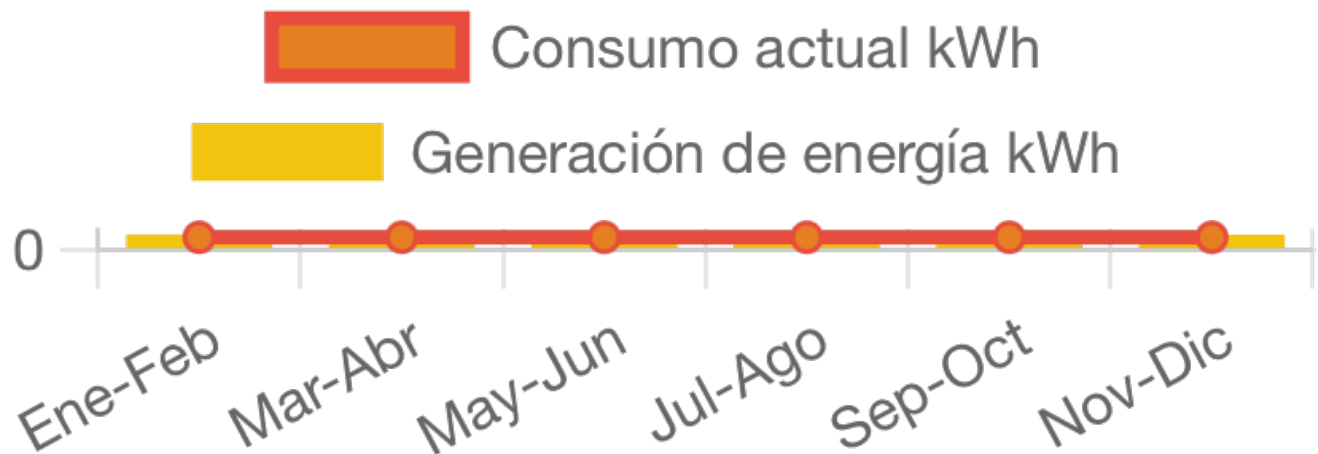 Consumo actual kWh
Generación de energía kWh
0
Ene-Feb
Mar-Abr
May-Jun
Jul-Ago
Sep-Oct
Nov-Dic